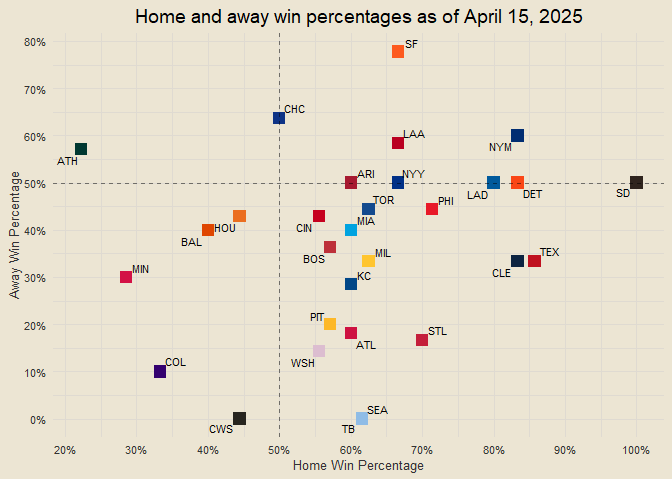 Home and away win percentages as of April 15, 2025
80%
SF
70%
CHC
60%
LAA
NYM
ATH
ARI
NYY
50%
LAD
DET
SD
TOR
PHI
HOU
CIN
MIA
40%
BAL
BOS
MIL
TEX
CLE
MIN
30%
KC
20%
PIT
STL
ATL
WSH
COL
10%
SEA
0%
CWS
TB
20%
30%
40%
50%
60%
70%
80%
90%
100%
Home Win Percentage
Away Win Percentage